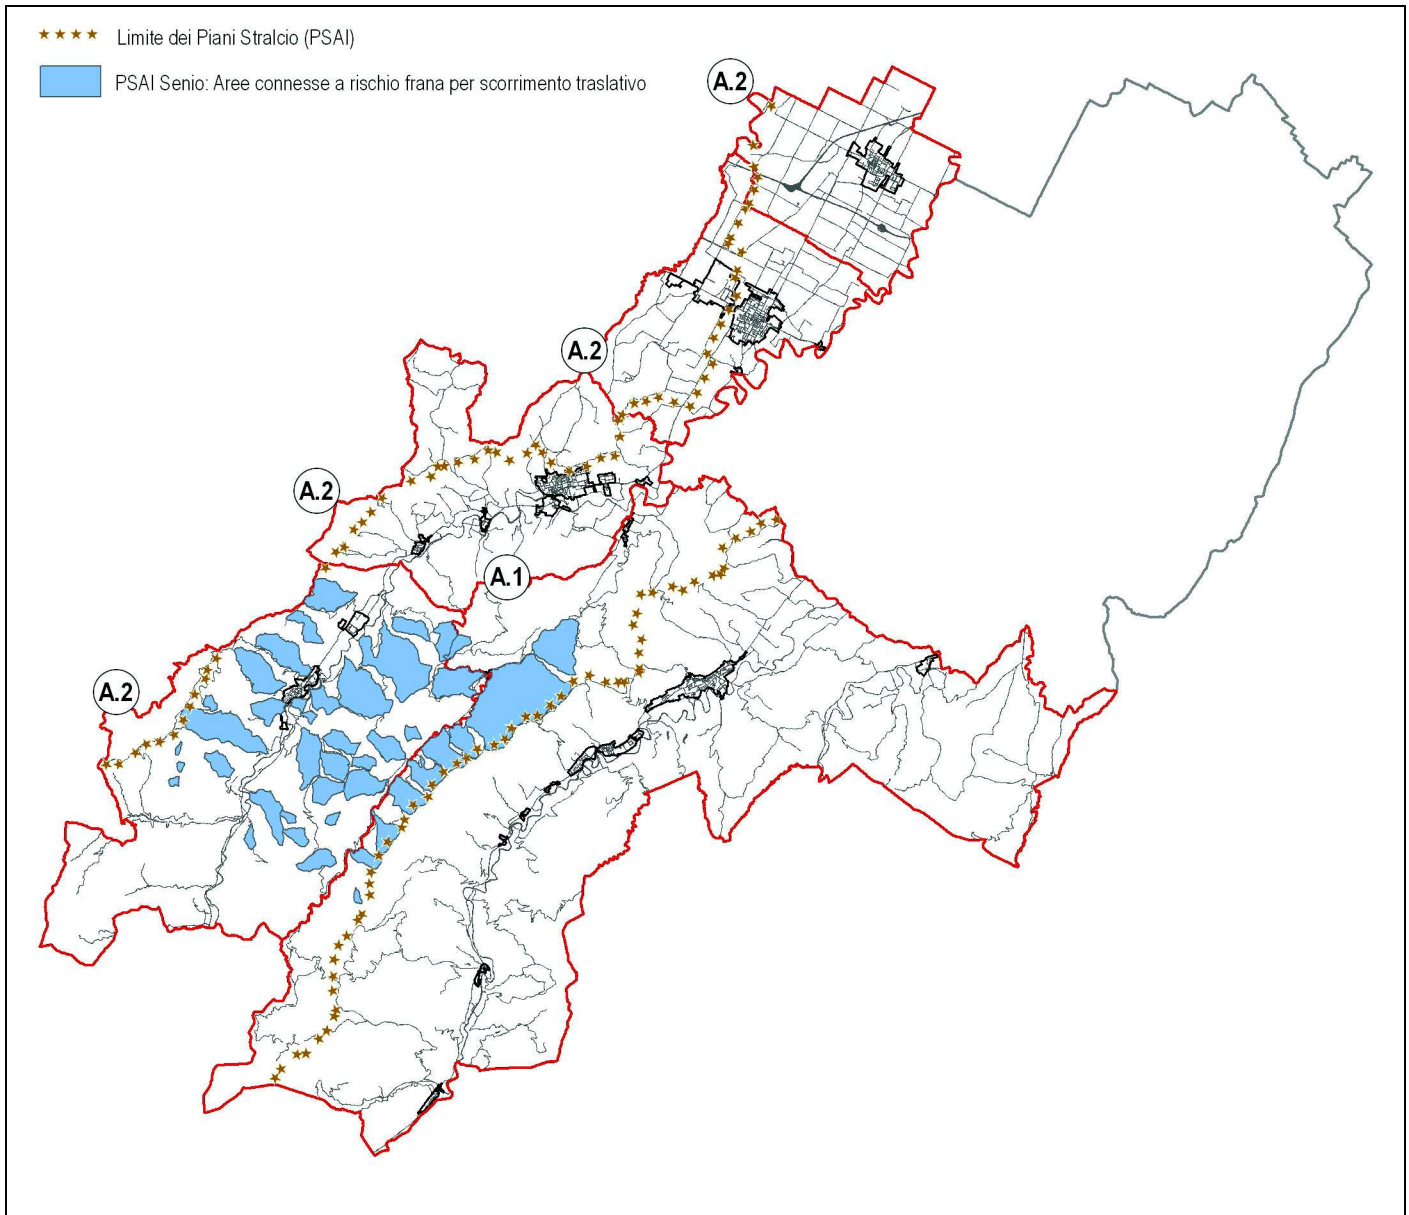 Limite dei Piani Stralcio (PSAI)
PSAI Senio: Aree connesse a rischio frana per scorrimento traslativo
A.2
A.2
A.2
A.1
A.2